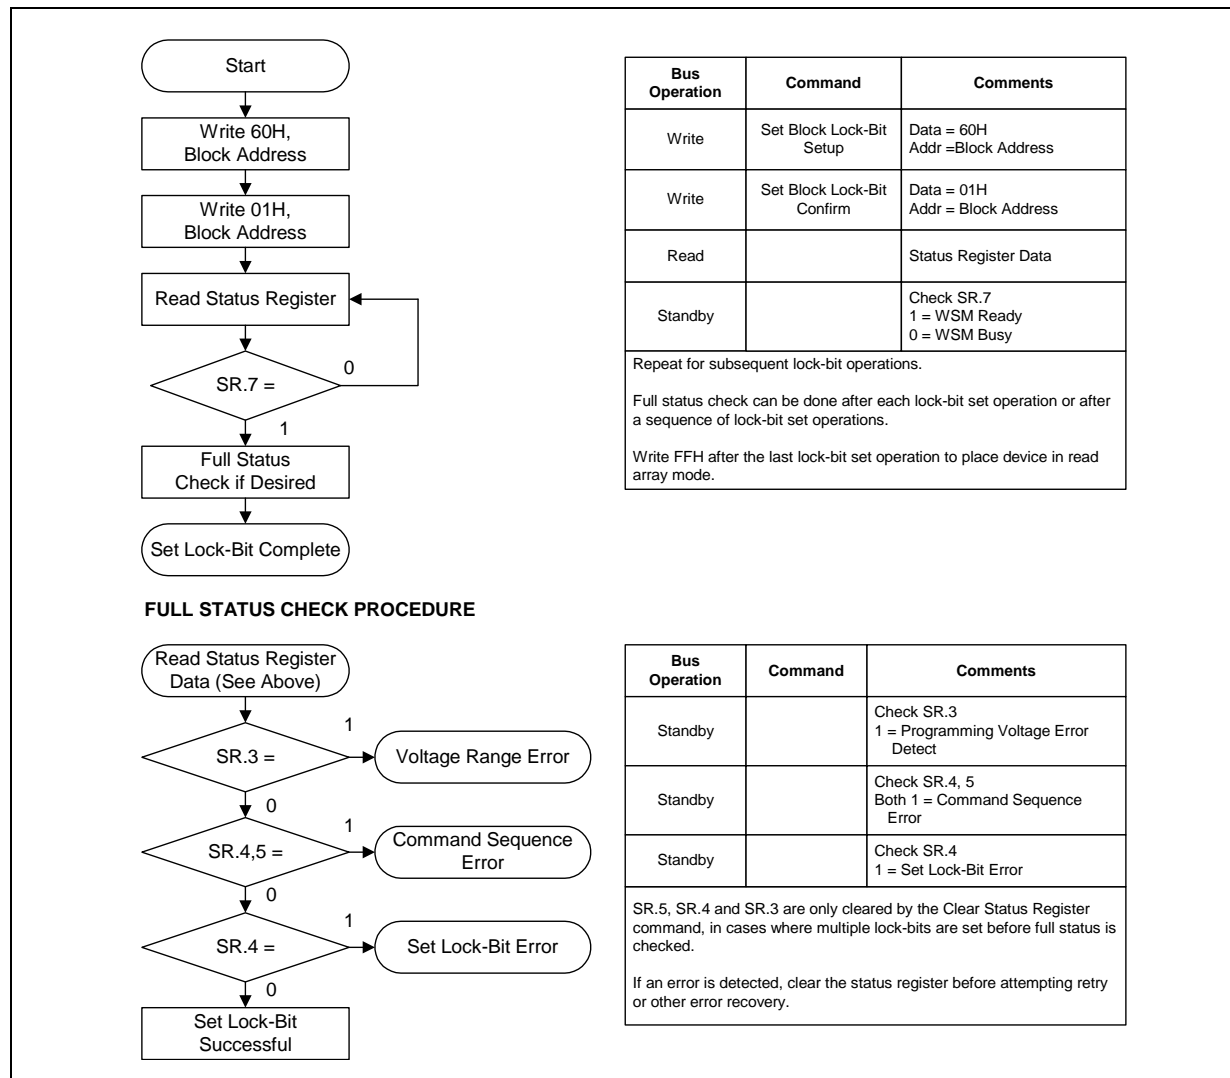 Start
Write 60H,
Block Address
Write 01H,
Block Address
Read Status Register
SR.7 =
0
1
Full Status
Check if Desired
Set Lock-Bit Complete
Bus
Operation
Command
Comments
Write
Set Block Lock-Bit
Setup
Data = 60H
Addr =Block Address
Write
Set Block Lock-Bit
Confirm
Data = 01H
Addr = Block Address
Read
Status Register Data
Standby
Check SR.7
1 = WSM Ready
0 = WSM Busy
Repeat for subsequent lock-bit operations.
Full status check can be done after each lock-bit set operation or after
a sequence of lock-bit set operations.
Write FFH after the last lock-bit set operation to place device in read
array mode.
FULL STATUS CHECK PROCEDURE
Read Status Register
Data (See Above)
SR.3 =
1
Voltage Range Error
0
SR.4,5 =
1
Command Sequence
Error
0
SR.4 =
1
Set Lock-Bit Error
0
Set Lock-Bit
Successful
Bus
Operation
Command
Comments
Standby
Check SR.3
1 = Programming Voltage Error
Detect
Standby
Check SR.4, 5
Both 1 = Command Sequence
Error
Standby
Check SR.4
1 = Set Lock-Bit Error
SR.5, SR.4 and SR.3 are only cleared by the Clear Status Register
command, in cases where multiple lock-bits are set before full status is
checked.
If an error is detected, clear the status register before attempting retry
or other error recovery.